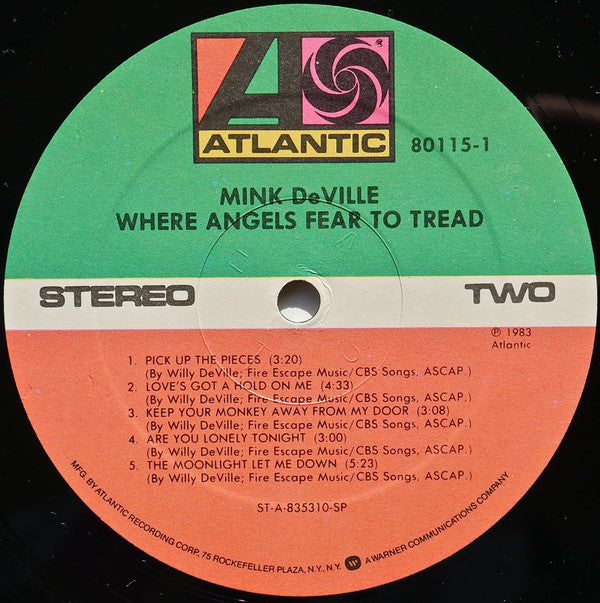 ATLANTIC
80115-1
MINK DeVILLE
WHERE ANGELS FEAR TO TREAD
STEREO
TWO
℗ 1983
Atlantic
1. PICK UP THE PIECES (3:20)
(By Willy DeVille; Fire Escape Music/CBS Songs, ASCAP.)
2. LOVE'S GOT A HOLD ON ME (4:33)
(By Willy DeVille; Fire Escape Music/CBS Songs, ASCAP.)
3. KEEP YOUR MONKEY AWAY FROM MY DOOR (3:08)
(By Willy DeVille; Fire Escape Music/CBS Songs, ASCAP.)
4. ARE YOU LONELY TONIGHT (3:00)
(By Willy DeVille; Fire Escape Music/CBS Songs, ASCAP.)
5. THE MOONLIGHT LET ME DOWN (5:23)
(By Willy DeVille; Fire Escape Music/CBS Songs, ASCAP.)
ST-A-835310-SP
MFG. BY ATLANTIC RECORDING CORP., 75 ROCKEFELLER PLAZA, N.Y., N.Y. A WARNER COMMUNICATIONS COMPANY